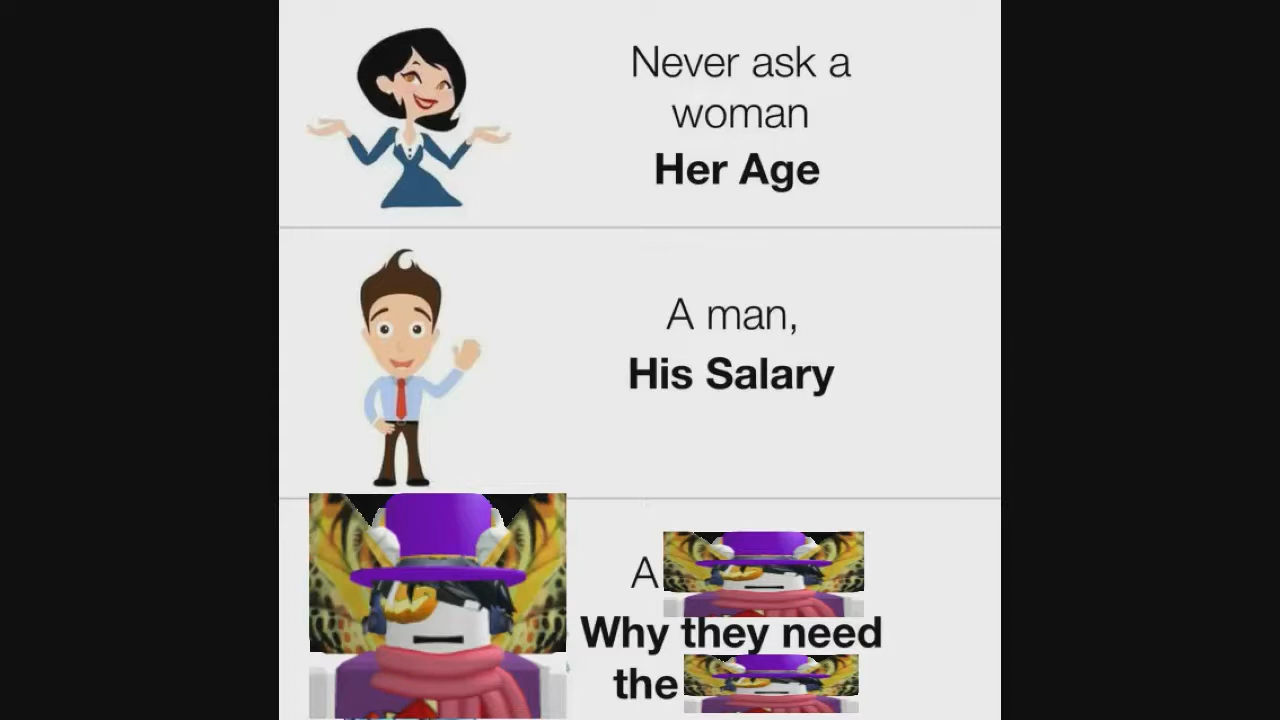 Never ask a
woman
Her Age
A man,
His Salary
A
Why they need
the